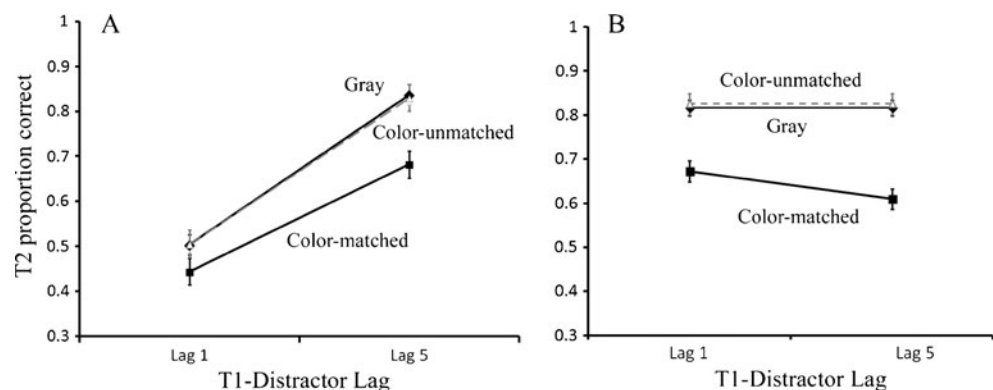 A
T2 proportion correct
1
0.9
0.8
0.7
0.6
0.5
0.4
0.3
Gray
Color-unmatched
Color-matched
Lag 1
Lag 5
T1-Distractor Lag
B
1
0.9
0.8
0.7
0.6
0.5
0.4
0.3
Color-unmatched
Gray
Color-matched
Lag 1
Lag 5
T1-Distractor Lag